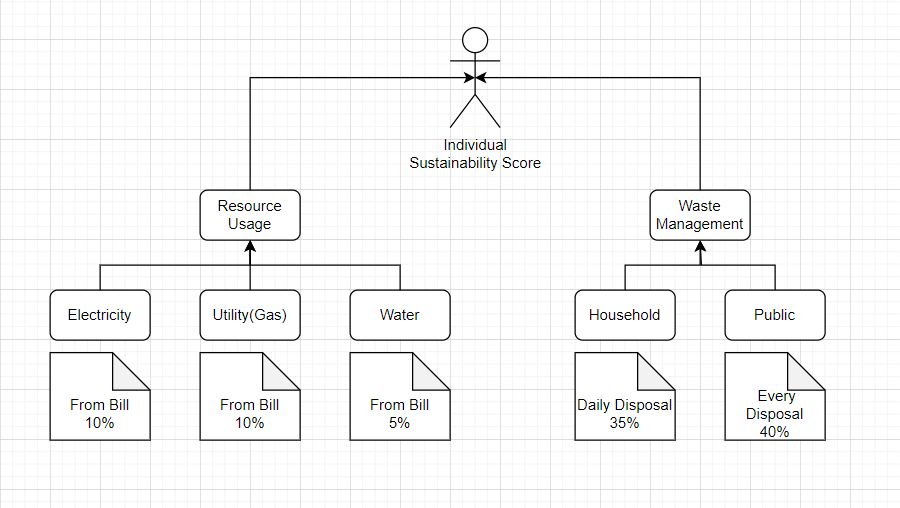 Individual
Sustainability Score
Resource
Usage
Waste
Management
Electricity
Utility(Gas)
Water
Household
Public
From Bill
10%
From Bill
10%
From Bill
5%
Daily Disposal
35%
Every
Disposal
40%